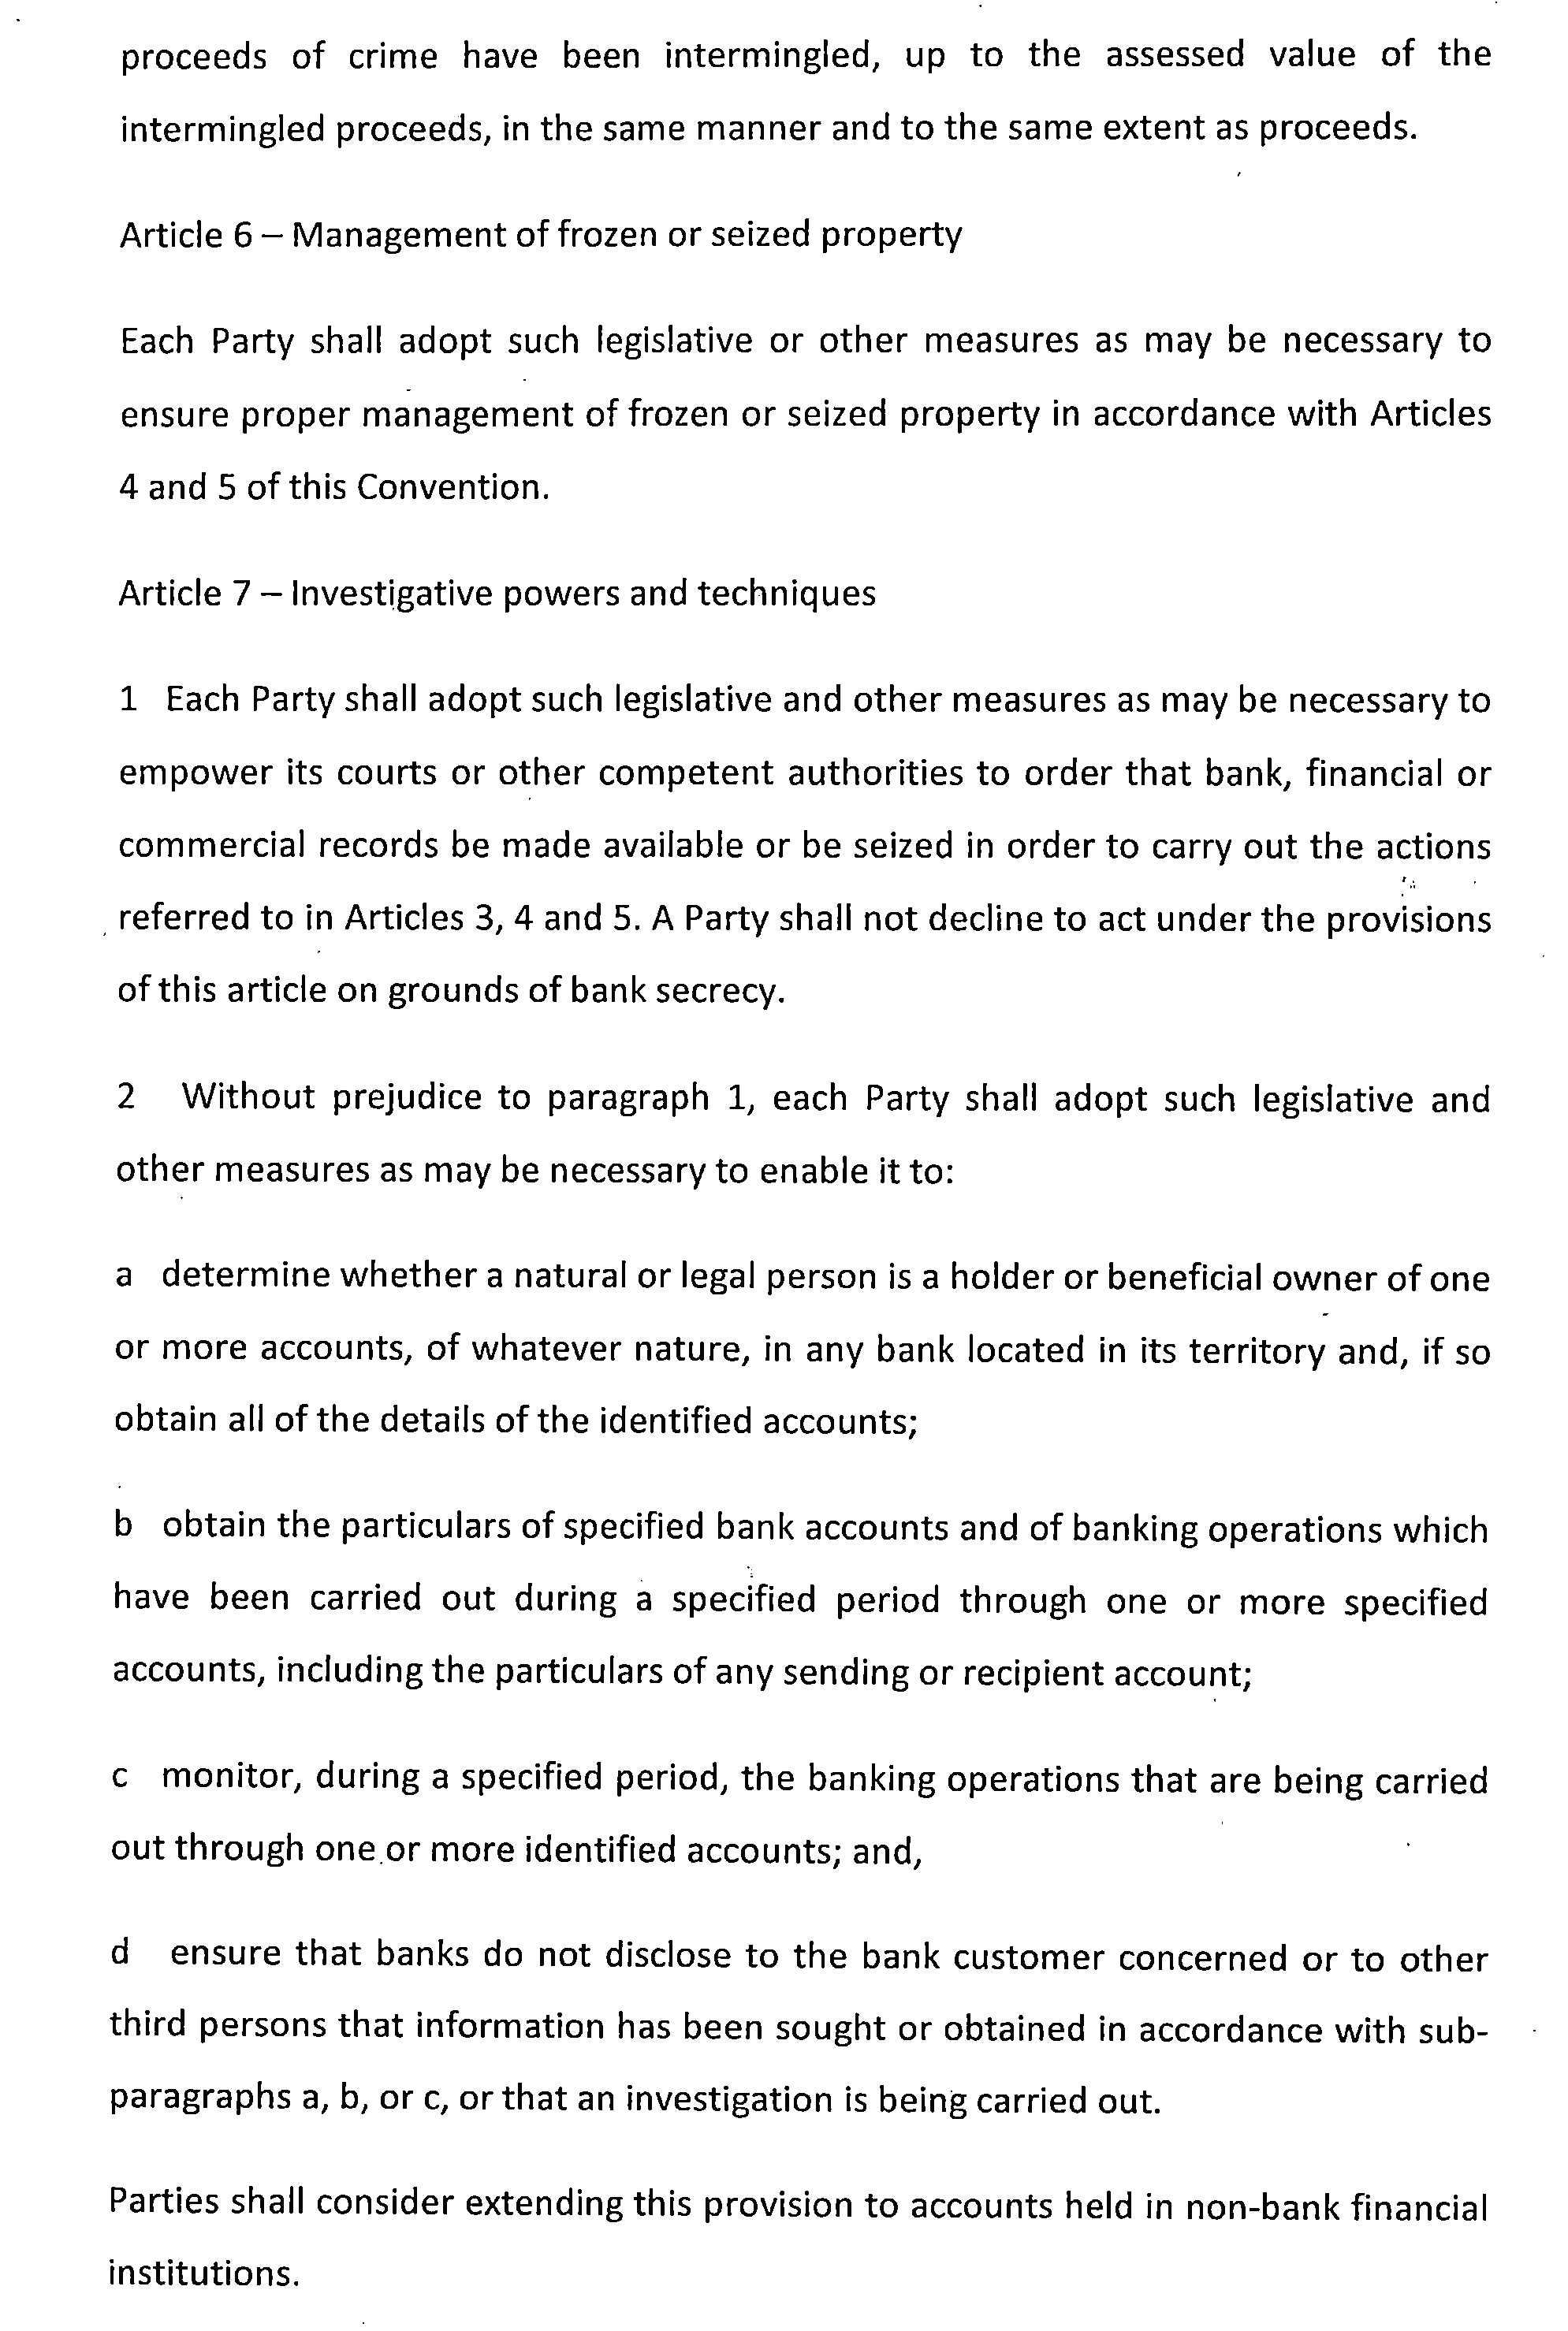 proceeds of crime have been intermingled, up to the assessed value of the
intermingled proceeds, in the same manner and to the same extent as proceeds.
Article 6 – Management of frozen or seized property
Each Party shall adopt such legislative or other measures as may be necessary to
ensure proper management of frozen or seized property in accordance with Articles
4 and 5 of this Convention.
Article 7 – Investigative powers and techniques
1 Each Party shall adopt such legislative and other measures as may be necessary to
empower its courts or other competent authorities to order that bank, financial or
commercial records be made available or be seized in order to carry out the actions
referred to in Articles 3, 4 and 5. A Party shall not decline to act under the provisions
of this article on grounds of bank secrecy.
2 Without prejudice to paragraph 1, each Party shall adopt such legislative and
other measures as may be necessary to enable it to:
a determine whether a natural or legal person is a holder or beneficial owner of one
or more accounts, of whatever nature, in any bank located in its territory and, if so
obtain all of the details of the identified accounts;
b obtain the particulars of specified bank accounts and of banking operations which
have been carried out during a specified period through one or more specified
accounts, including the particulars of any sending or recipient account;
c monitor, during a specified period, the banking operations that are being carried
out through one or more identified accounts; and,
d ensure that banks do not disclose to the bank customer concerned or to other
third persons that information has been sought or obtained in accordance with sub-
paragraphs a, b, or c, or that an investigation is being carried out.
Parties shall consider extending this provision to accounts held in non-bank financial
institutions.